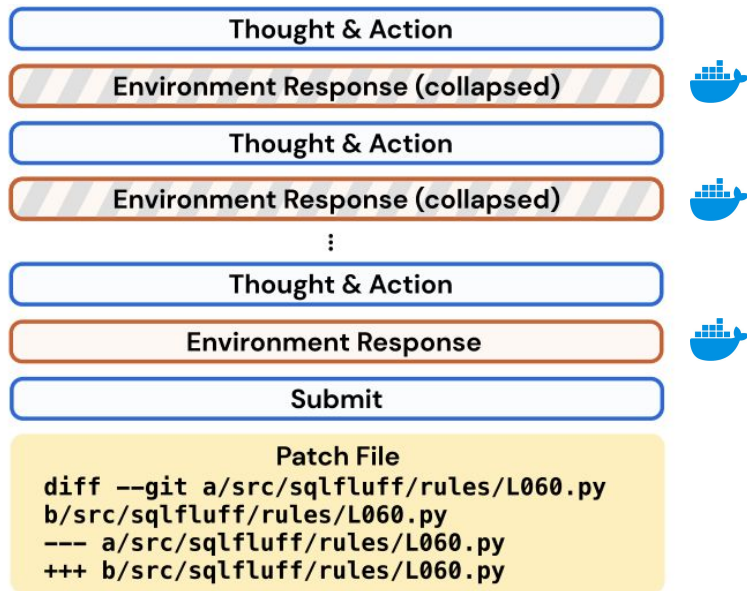 Thought & Action
Environment Response (collapsed)
Thought & Action
Environment Response (collapsed)
⋮
Thought & Action
Environment Response
Submit
Patch File
diff --git a/src/sqlfluff/rules/L060.py
b/src/sqlfluff/rules/L060.py
--- a/src/sqlfluff/rules/L060.py
+++ b/src/sqlfluff/rules/L060.py